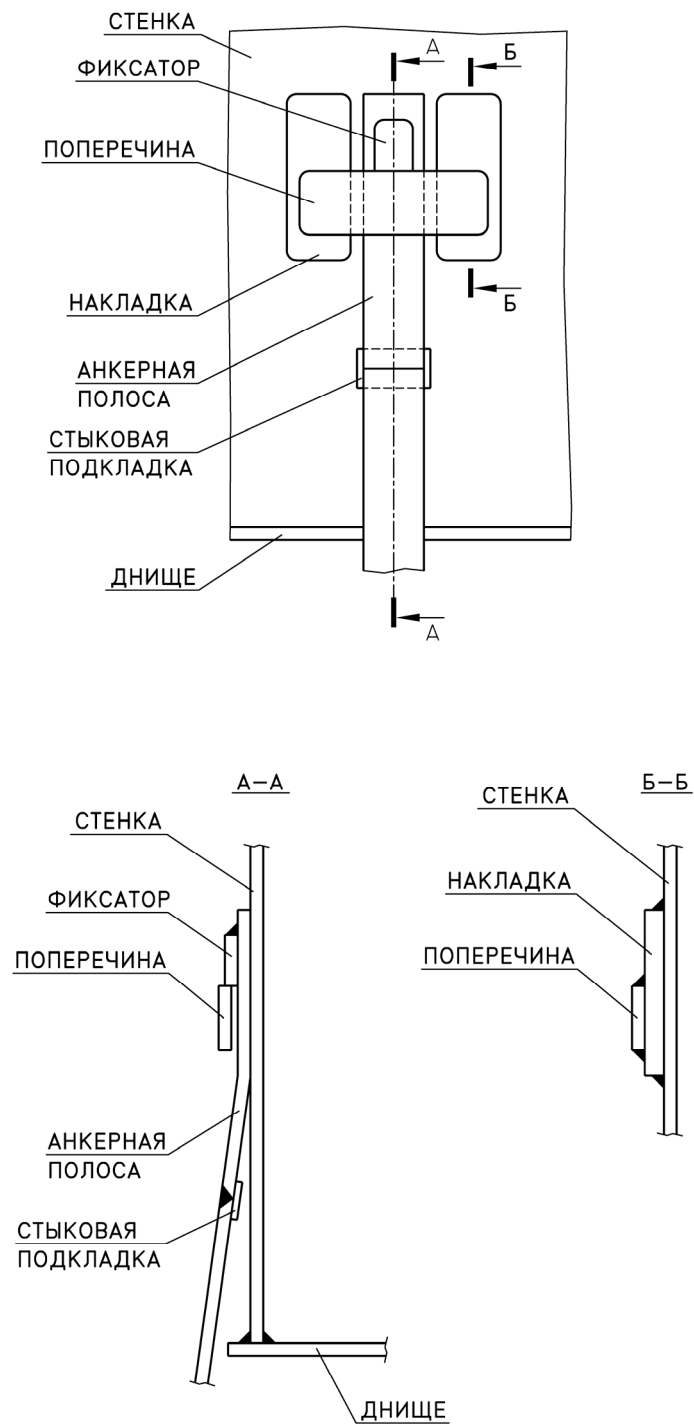 СТЕНКА
А
Б
ФИКСАТОР
ПОПЕРЕЧИНА
НАКЛАДКА
Б
АНКЕРНАЯ
ПОЛОСА
СТЫКОВАЯ
ПОДКЛАДКА
ДНИЩЕ
А
А–А
Б–Б
СТЕНКА
СТЕНКА
ФИКСАТОР
НАКЛАДКА
ПОПЕРЕЧИНА
ПОПЕРЕЧИНА
АНКЕРНАЯ
ПОЛОСА
СТЫКОВАЯ
ПОДКЛАДКА
ДНИЩЕ